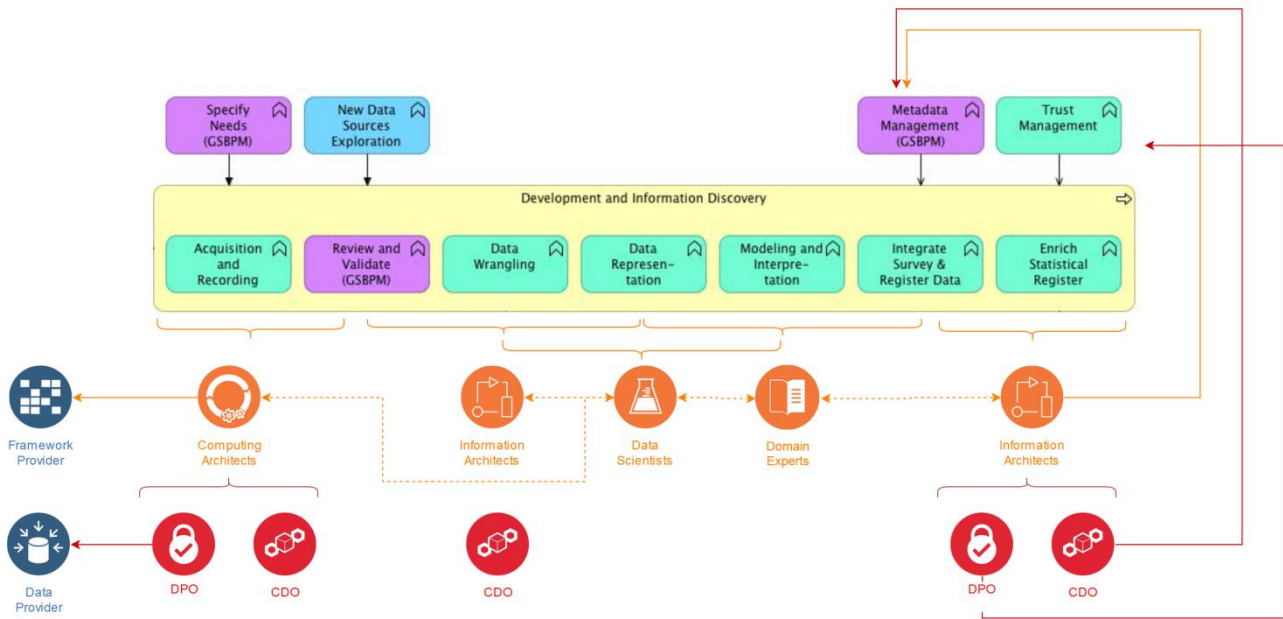 Specify
Needs
(GSBPM)
New Data
Sources
Exploration
Metadata
Management
(GSBPM)
Trust
Management
Development and Information Discovery
Acquisition
and
Recording
Review and
Validate
(GSBPM)
Data
Wrangling
Data
Represen-
tation
Modeling and
Interpre-
tation
Integrate
Survey &
Register Data
Enrich
Statistical
Register
Framework
Provider
Computing
Architects
Information
Architects
Data
Scientists
Domain
Experts
Information
Architects
Data
Provider
DPO
CDO
CDO
DPO
CDO